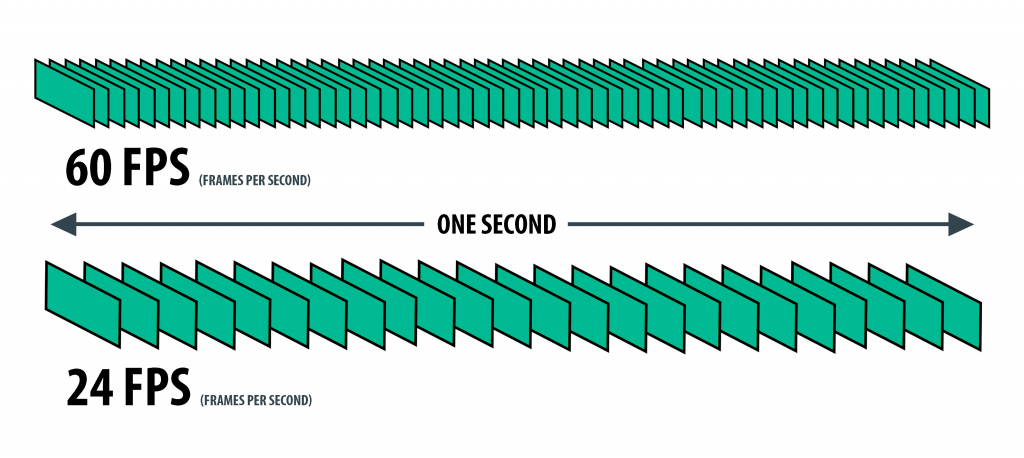 60 FPS (FRAMES PER SECOND)
ONE SECOND
24 FPS (FRAMES PER SECOND)